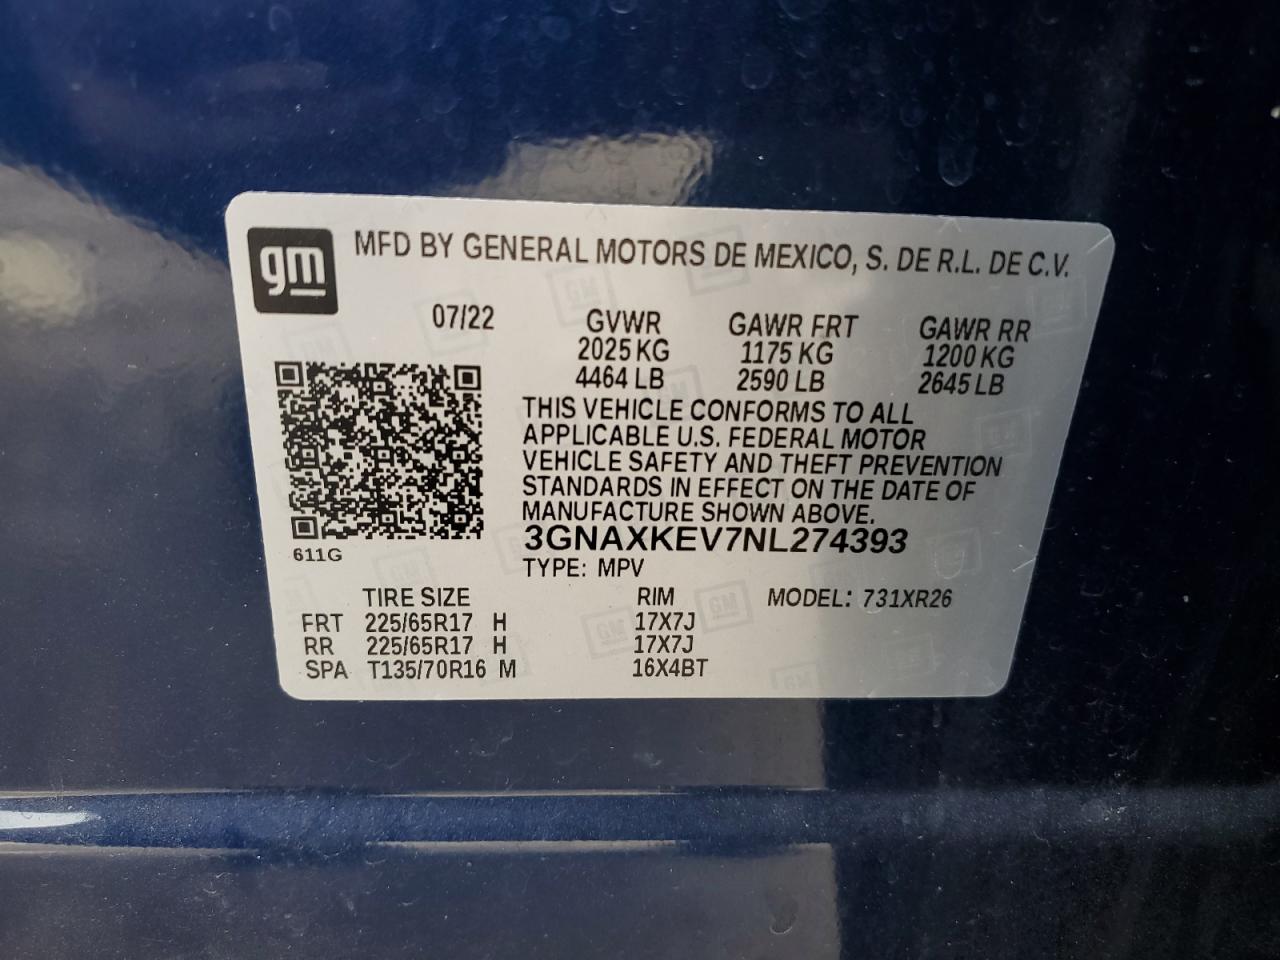 gm
MFD BY GENERAL MOTORS DE MEXICO, S. DE R.L. DE C.V.
07/22 GVWR GAWR FRT GAWR RR
2025 KG 1175 KG 1200 KG
4464 LB 2590 LB 2645 LB
THIS VEHICLE CONFORMS TO ALL
APPLICABLE U.S. FEDERAL MOTOR
VEHICLE SAFETY AND THEFT PREVENTION
STANDARDS IN EFFECT ON THE DATE OF
MANUFACTURE SHOWN ABOVE.
3GNAXKEV7NL274393
611G
TYPE: MPV
TIRE SIZE RIM MODEL: 731XR26
FRT 225/65R17 H 17X7J
RR 225/65R17 H 17X7J
SPA T135/70R16 M 16X4BT